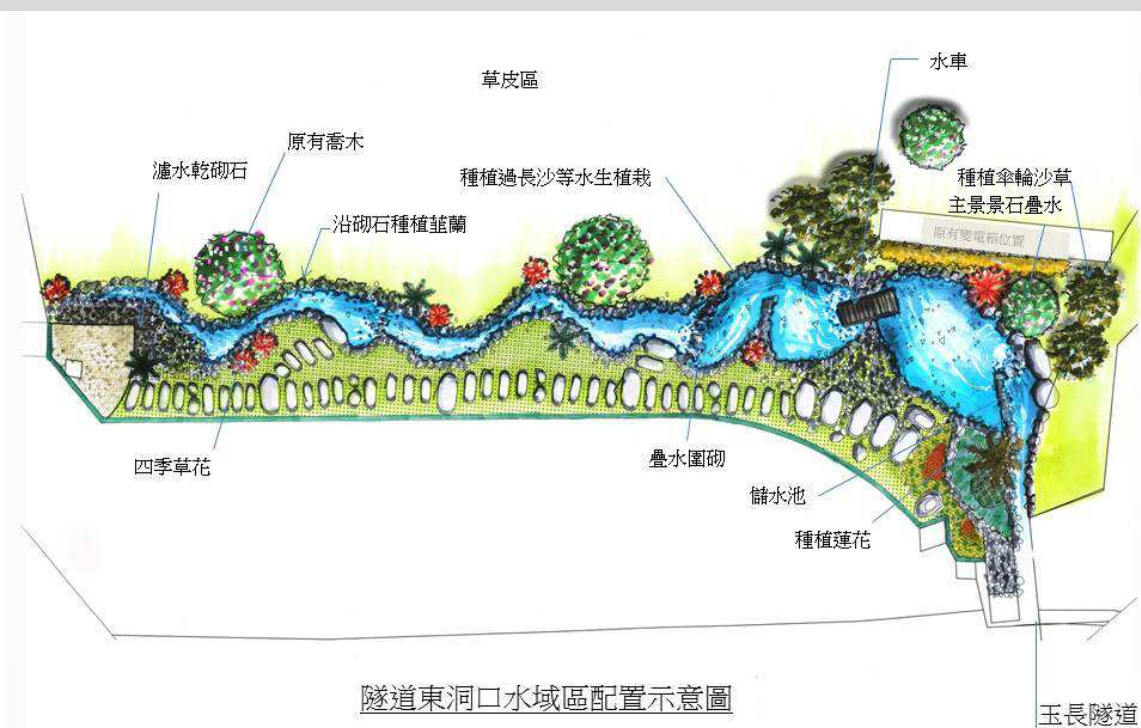 水車
草皮區
原有喬木
濾水乾砌石
種植過長沙等水生植栽
種植傘輪沙草
主景景石疊水
沿砌石種植韮蘭
原有變電箱位置
四季草花
疊水圍砌
儲水池
種植蓮花
隧道東洞口水域區配置示意圖
玉長隧道